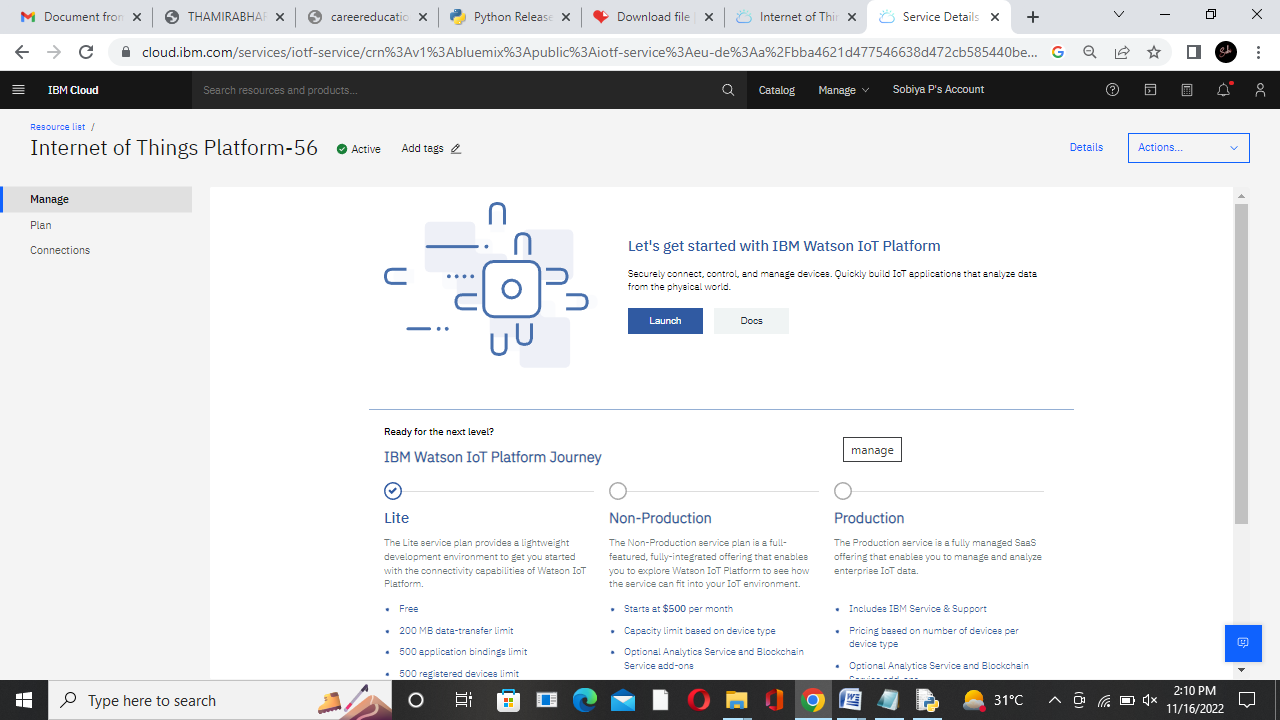 Document from
THAMIRABHAR
careereducatio
Python Release
Download file |
Internet of Thin
Service Details
cloud.ibm.com/services/iotf-service/crn%3Av1%3Abluemix%3Apublic%3Aiotf-service%3Aeu-de%3Aa%2Fbba4621d477546638d472cb585440be...
IBM Cloud
Search resources and products...
Catalog
Manage
Sobiya P's Account
Resource list /
Internet of Things Platform-56
Active
Add tags
Details
Actions...
Manage
Plan
Connections
Let's get started with IBM Watson IoT Platform
Securely connect, control, and manage devices. Quickly build IoT applications that analyze data
from the physical world.
Launch
Docs
Ready for the next level?
IBM Watson IoT Platform Journey
manage
Lite
The Lite service plan provides a lightweight
development environment to get you started
with the connectivity capabilities of Watson IoT
Platform.
• Free
• 200 MB data-transfer limit
• 500 application bindings limit
• 500 registered devices limit
Non-Production
The Non-Production service plan is a full-
featured, fully-integrated offering that enables
you to explore Watson IoT Platform to see how
the service can fit into your IoT environment.
• Starts at $500 per month
• Capacity limit based on device type
• Optional Analytics Service and Blockchain
Service add-ons
Production
The Production service is a fully managed SaaS
offering that enables you to manage and analyze
enterprise IoT data.
• Includes IBM Service & Support
• Pricing based on number of devices per
device type
• Optional Analytics Service and Blockchain
Service add-ons
Type here to search
31°C
2:10 PM
11/16/2022